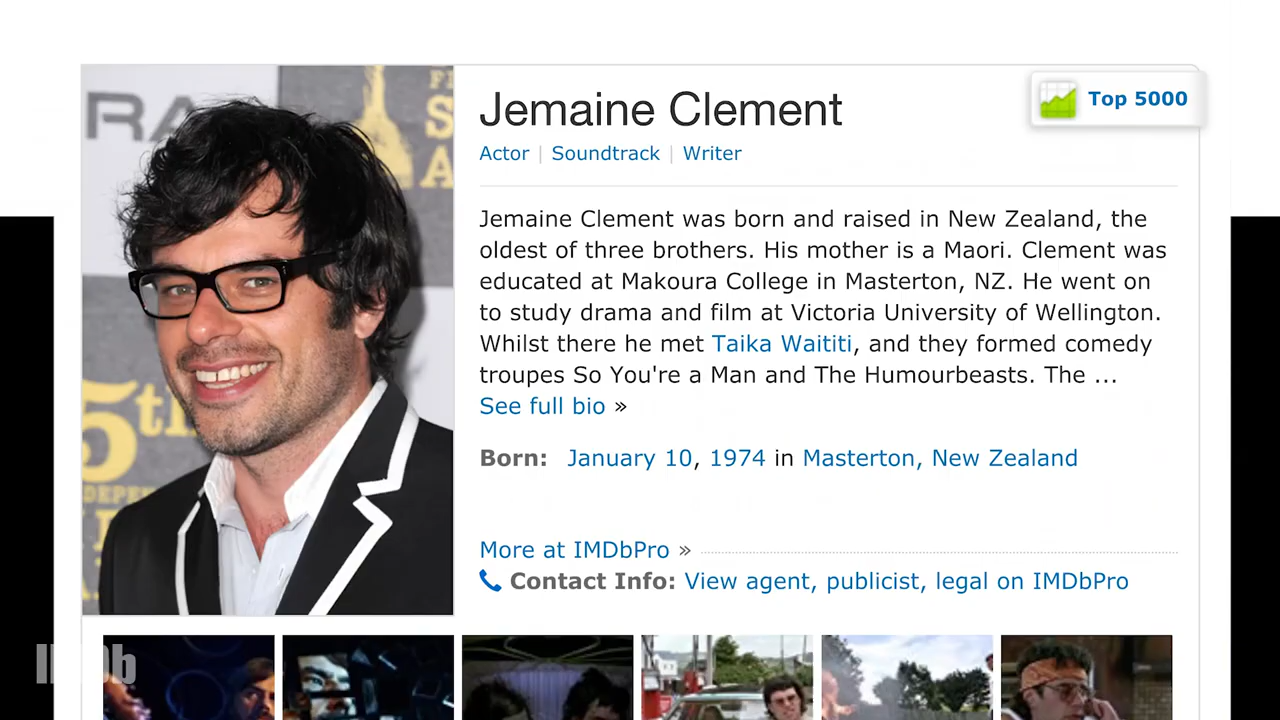 RA
FI
S
A
5th
DEPEN
Jemaine Clement
Top 5000
Actor | Soundtrack | Writer
Jemaine Clement was born and raised in New Zealand, the
oldest of three brothers. His mother is a Maori. Clement was
educated at Makoura College in Masterton, NZ. He went on
to study drama and film at Victoria University of Wellington.
Whilst there he met Taika Waititi, and they formed comedy
troupes So You're a Man and The Humourbeasts. The ...
See full bio »
Born: January 10, 1974 in Masterton, New Zealand
More at IMDbPro »
Contact Info: View agent, publicist, legal on IMDbPro
IMDb